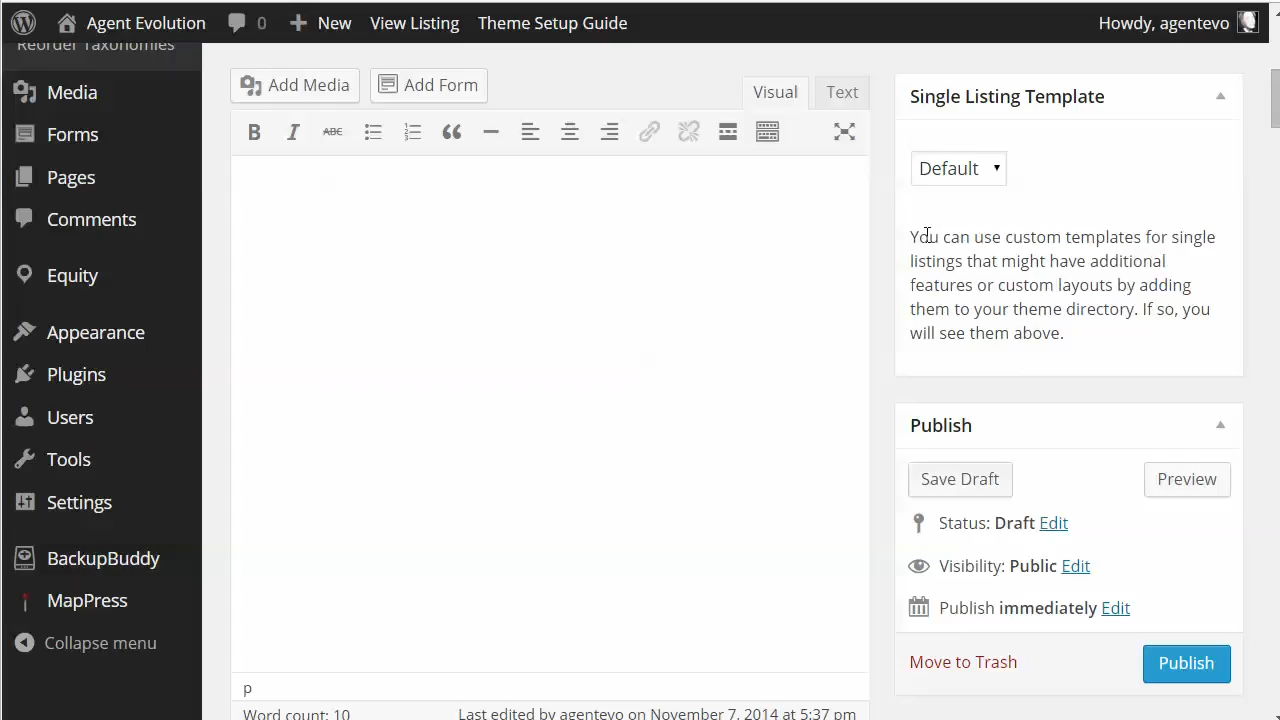 Agent Evolution 0 New View Listing Theme Setup Guide Howdy, agentevo
Reorder Taxonomies
Media
Forms
Pages
Comments
Equity
Appearance
Plugins
Users
Tools
Settings
BackupBuddy
MapPress
Collapse menu
Add Media Add Form
Visual Text
B I ABC
p
Word count: 10 Last edited by agentevo on November 7, 2014 at 5:37 pm
Single Listing Template
Default
You can use custom templates for single
listings that might have additional
features or custom layouts by adding
them to your theme directory. If so, you
will see them above.
Publish
Save Draft Preview
Status: Draft Edit
Visibility: Public Edit
Publish immediately Edit
Move to Trash Publish